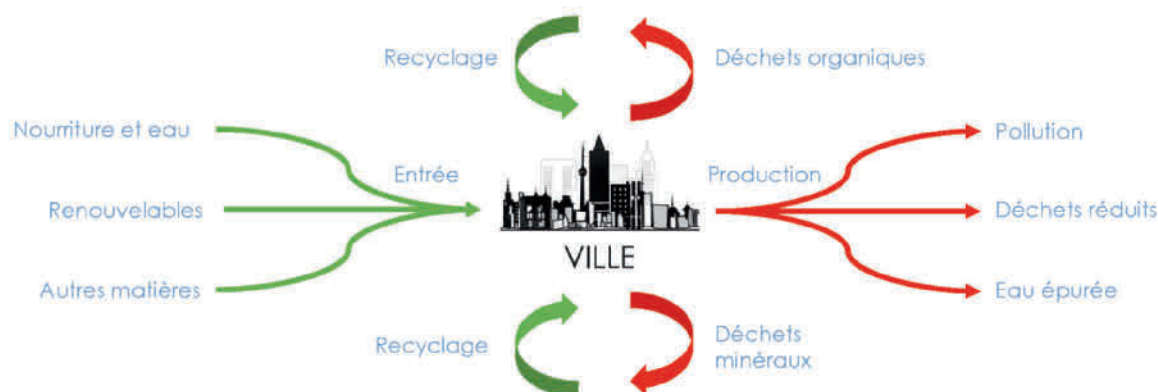 Recyclage
Déchets organiques
Nourriture et eau
Pollution
Entrée
Production
Renouvelables
Déchets réduits
VILLE
Autres matières
Eau épurée
Recyclage
Déchets
minéraux